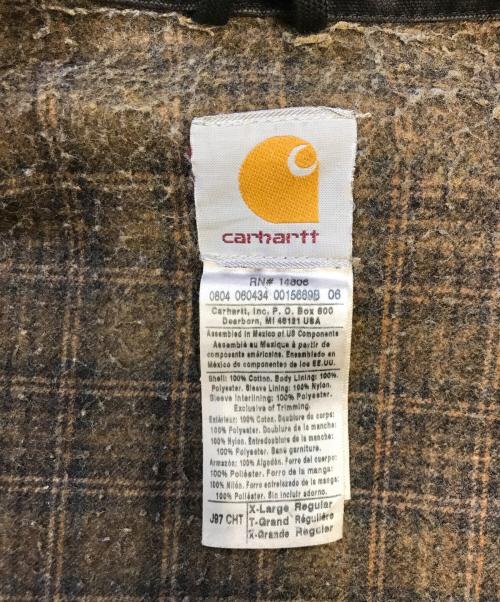 carhartt
RN# 14806
0804 060434 0015669B 06
Carhartt, Inc. P. O. Box 600
Dearborn, MI 48121 USA
Assembled in Mexico of US Components
Assemblé au Mexique à partir de
composants américains. Ensamblado en
México de componentes de los EE.UU.
Shell: 100% Cotton. Body Lining: 100%
Polyester. Sleeve Lining: 100% Nylon.
Sleeve Interlining: 100% Polyester.
Exclusive of Trimming.
Extérieur: 100% Coton. Doublure du corps:
100% Polyester. Doublure de la manche:
100% Nylon. Entredoublure de la manche:
100% Polyester. Sans garniture.
Armazón: 100% Algodón. Forro del cuerpo:
100% Poliéster. Forro de la manga:
100% Nilón. Forro entrelazado de la manga:
100% Poliéster. Sin incluir adorno.
J97 CHT
X-Large Regular
T-Grand Régulière
X-Grande Regular